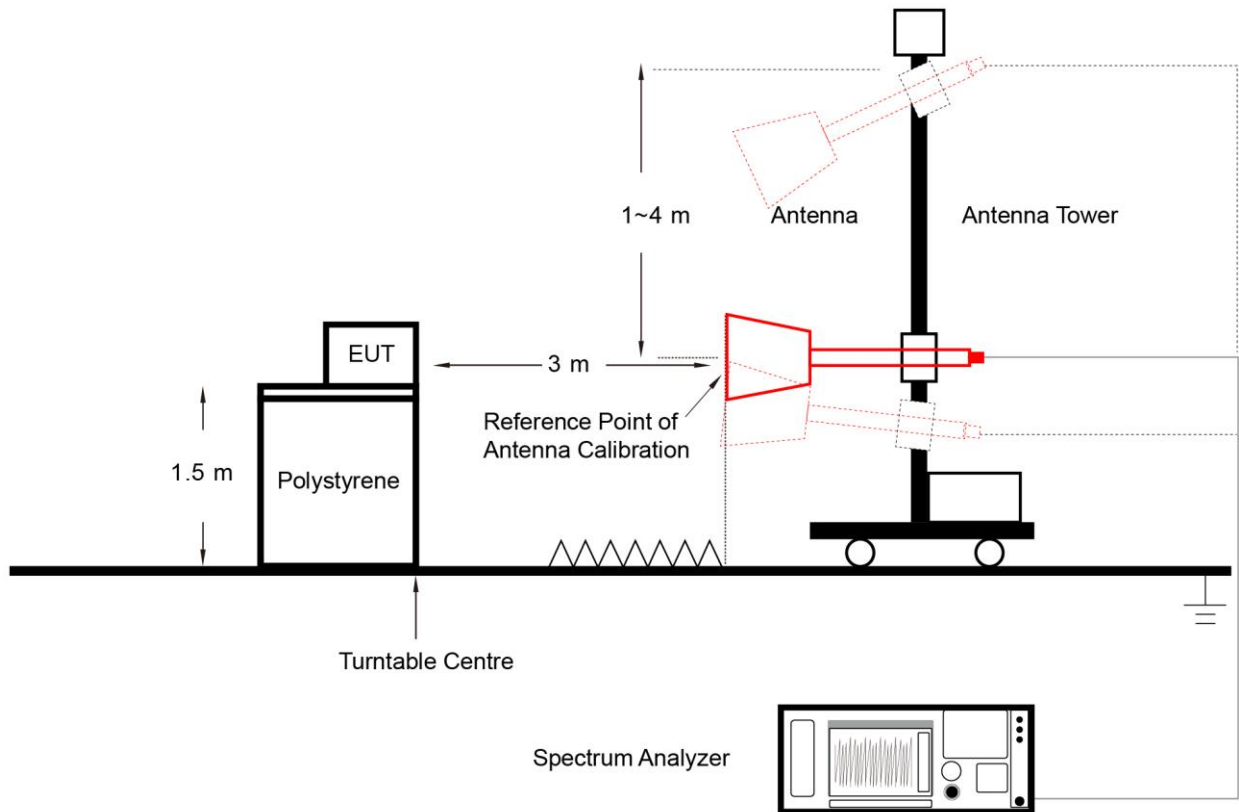 1~4 m
Antenna
Antenna Tower
EUT
3 m
Reference Point of
Antenna Calibration
1.5 m
Polystyrene
Turntable Centre
Spectrum Analyzer